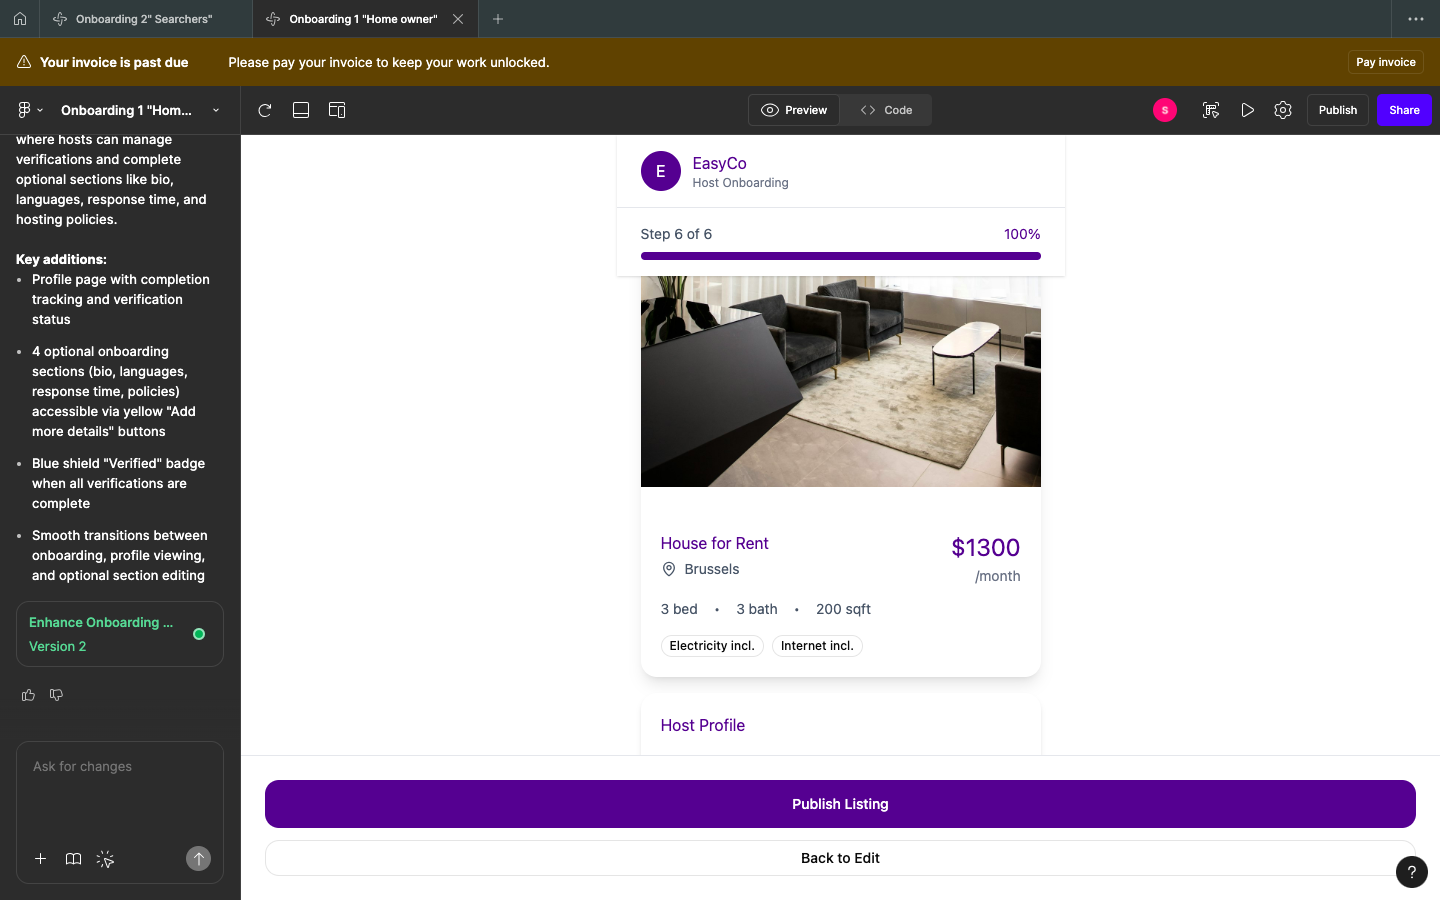 Onboarding 2" Searchers"
Onboarding 1 "Home owner"
Your invoice is past due
Please pay your invoice to keep your work unlocked.
Pay invoice
Onboarding 1 "Hom...
Preview
Code
S
Publish
Share
where hosts can manage
verifications and complete
optional sections like bio,
languages, response time, and
hosting policies.
Key additions:
• Profile page with completion
tracking and verification
status
• 4 optional onboarding
sections (bio, languages,
response time, policies)
accessible via yellow "Add
more details" buttons
• Blue shield "Verified" badge
when all verifications are
complete
• Smooth transitions between
onboarding, profile viewing,
and optional section editing
Enhance Onboarding ...
Version 2
Ask for changes
E
EasyCo
Host Onboarding
Step 6 of 6
100%
House for Rent
$1300
Brussels
/month
3 bed • 3 bath • 200 sqft
Electricity incl.
Internet incl.
Host Profile
Publish Listing
Back to Edit
?